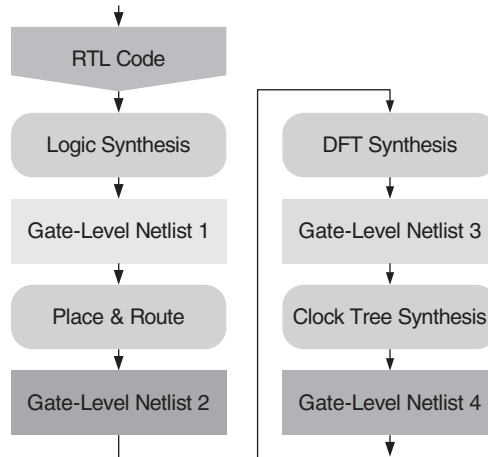 RTL Code
Logic Synthesis
Gate-Level Netlist 1
Place & Route
Gate-Level Netlist 2
DFT Synthesis
Gate-Level Netlist 3
Clock Tree Synthesis
Gate-Level Netlist 4